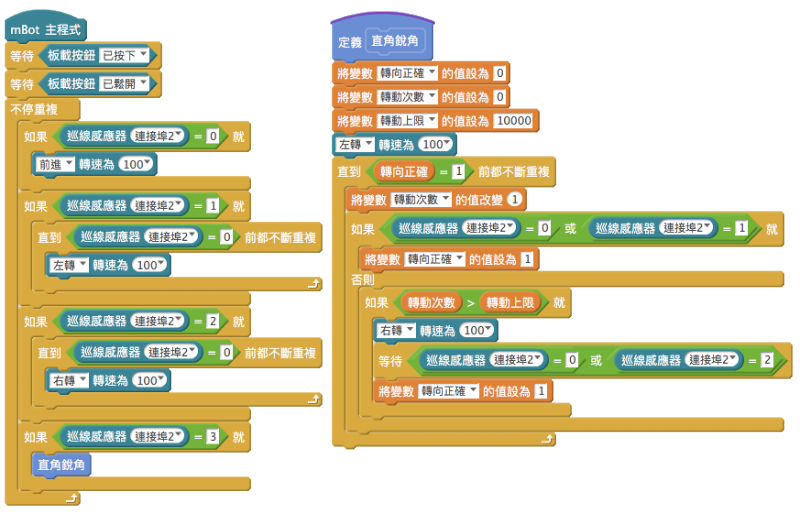 mBot 主程式
等待 板載按鈕 已按下
等待 板載按鈕 已鬆開
不停重複
如果 巡線感應器 連接埠2 = 0 就
前進 轉速為 100
如果 巡線感應器 連接埠2 = 1 就
直到 巡線感應器 連接埠2 = 0 前都不斷重複
左轉 轉速為 100
如果 巡線感應器 連接埠2 = 2 就
直到 巡線感應器 連接埠2 = 0 前都不斷重複
右轉 轉速為 100
如果 巡線感應器 連接埠2 = 3 就
直角銳角
定義 直角銳角
將變數 轉向正確 的值設為 0
將變數 轉動次數 的值設為 0
將變數 轉動上限 的值設為 10000
左轉 轉速為 100
直到 轉向正確 = 1 前都不斷重複
將變數 轉動次數 的值改變 1
如果 巡線感應器 連接埠2 = 0 或 巡線感應器 連接埠2 = 1 就
將變數 轉向正確 的值設為 1
否則
如果 轉動次數 > 轉動上限 就
右轉 轉速為 100
等待 巡線感應器 連接埠2 = 0 或 巡線感應器 連接埠2 = 2
將變數 轉向正確 的值設為 1